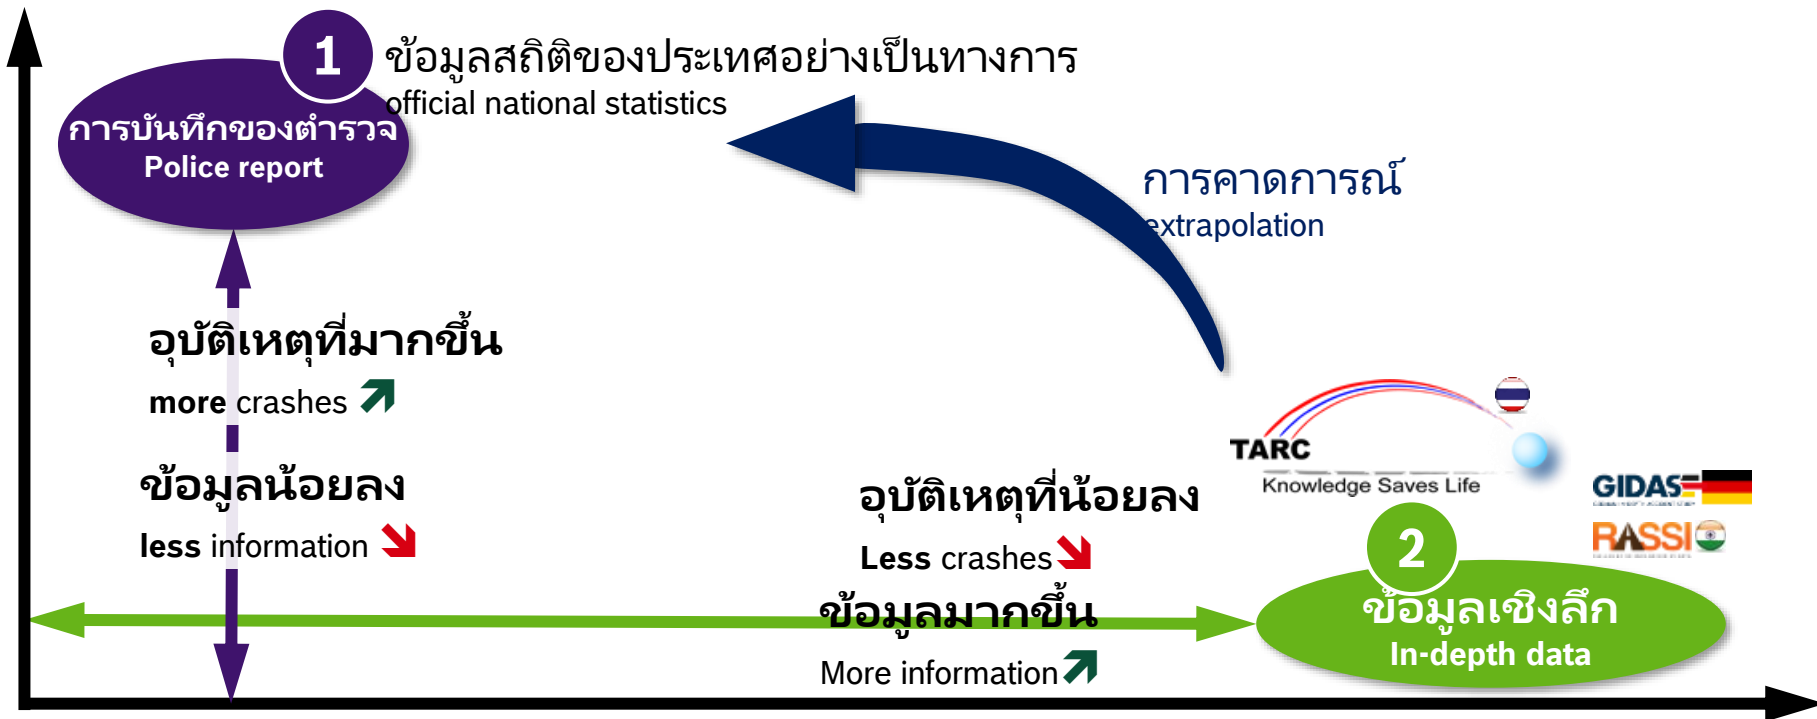 1
ข้อมูลสถิติของประเทศอย่างเป็นทางการ
official national statistics
การบันทึกของตำรวจ
Police report
การคาดการณ์
extrapolation
อุบัติเหตุที่มากขึ้น
more crashes
ข้อมูลน้อยลง
less information
TARC
Knowledge Saves Life
GIDAS
RASSI
อุบัติเหตุที่น้อยลง
Less crashes
ข้อมูลมากขึ้น
More information
2
ข้อมูลเชิงลึก
In-depth data